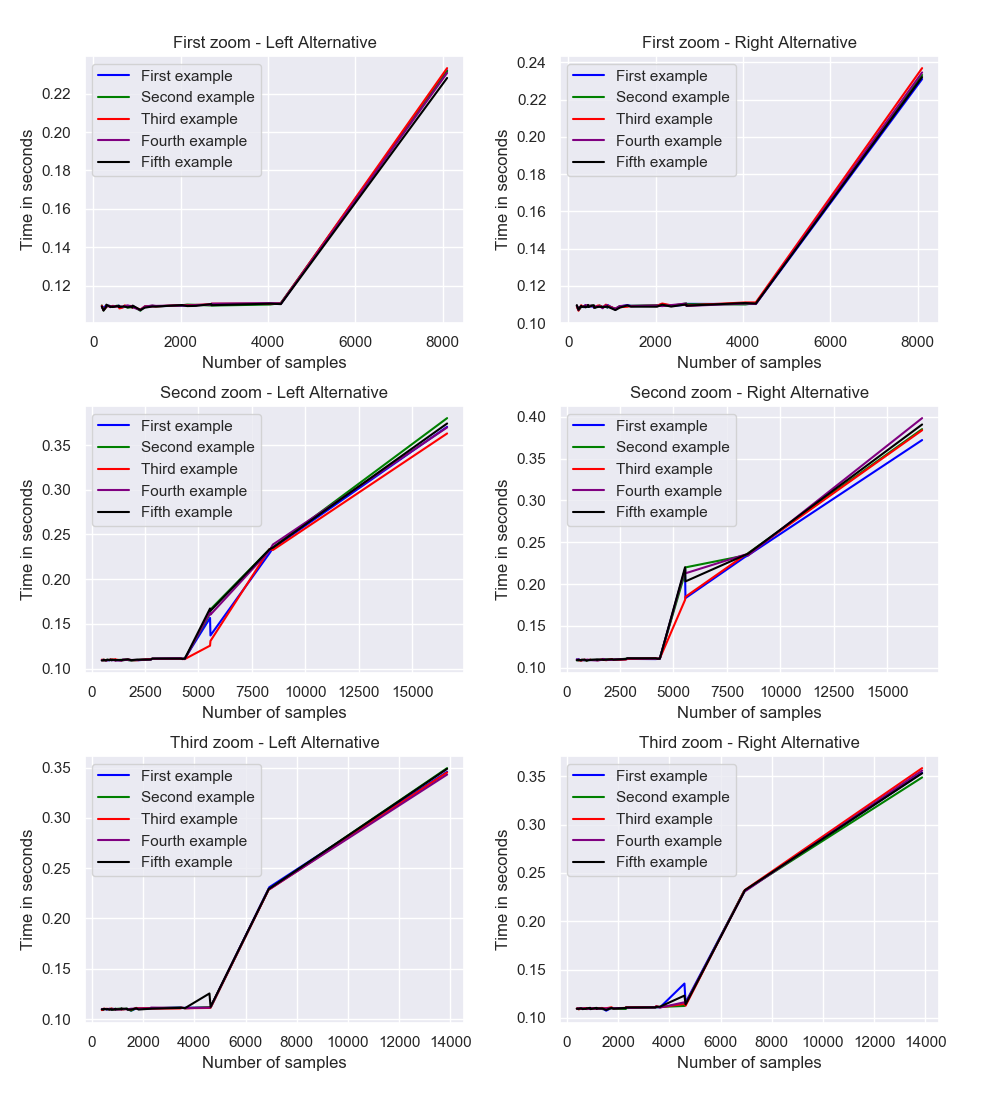 First zoom - Left Alternative
First example
Second example
Third example
Fourth example
Fifth example
0.22
0.20
0.18
0.16
0.14
0.12
Time in seconds
0 2000 4000 6000 8000
Number of samples
First zoom - Right Alternative
First example
Second example
Third example
Fourth example
Fifth example
0.24
0.22
0.20
0.18
0.16
0.14
0.12
0.10
Time in seconds
0 2000 4000 6000 8000
Number of samples
Second zoom - Left Alternative
First example
Second example
Third example
Fourth example
Fifth example
0.35
0.30
0.25
0.20
0.15
0.10
Time in seconds
0 2500 5000 7500 10000 12500 15000
Number of samples
Second zoom - Right Alternative
First example
Second example
Third example
Fourth example
Fifth example
0.40
0.35
0.30
0.25
0.20
0.15
0.10
Time in seconds
0 2500 5000 7500 10000 12500 15000
Number of samples
Third zoom - Left Alternative
First example
Second example
Third example
Fourth example
Fifth example
0.35
0.30
0.25
0.20
0.15
0.10
Time in seconds
0 2000 4000 6000 8000 10000 12000 14000
Number of samples
Third zoom - Right Alternative
First example
Second example
Third example
Fourth example
Fifth example
0.35
0.30
0.25
0.20
0.15
0.10
Time in seconds
0 2000 4000 6000 8000 10000 12000 14000
Number of samples